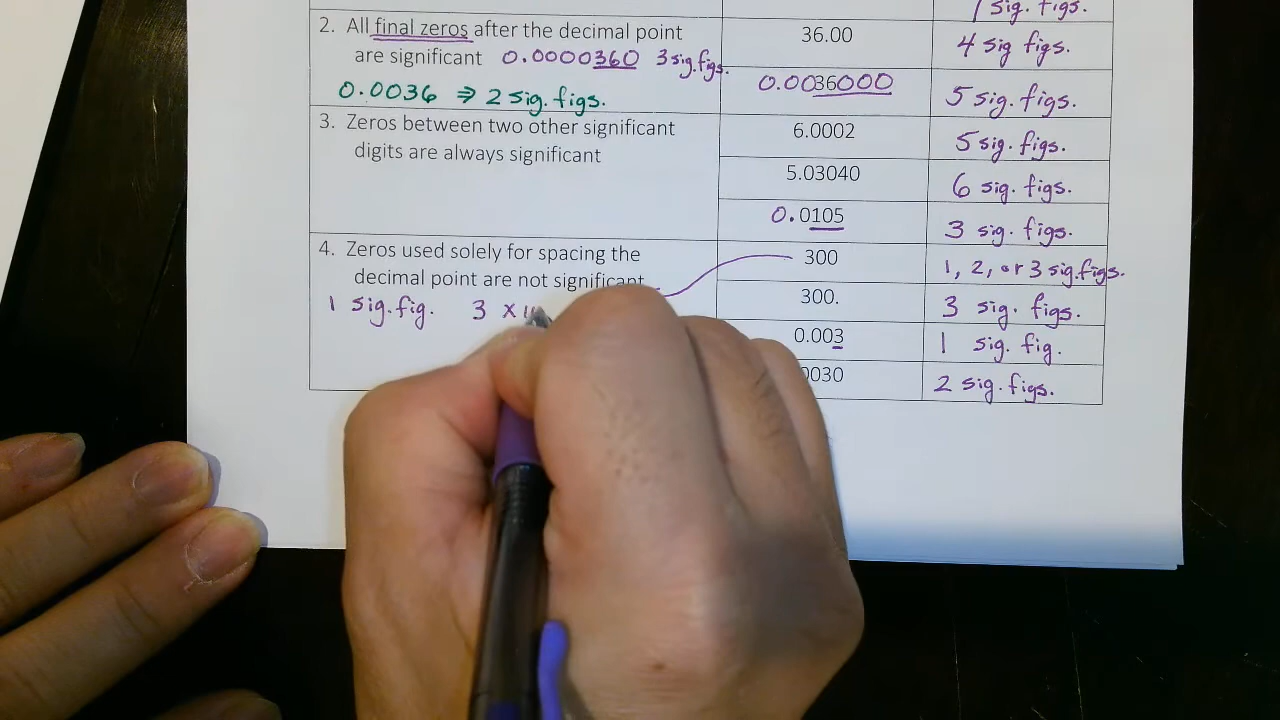 1 sig. figs.
2. All final zeros after the decimal point
are significant 0.0000360 3 sig. figs.
0.0036 ⇒ 2 sig. figs.
36.00
4 sig figs.
0.0036000
5 sig. figs.
3. Zeros between two other significant
digits are always significant
6.0002
5 sig. figs.
5.03040
6 sig. figs.
0.0105
3 sig. figs.
4. Zeros used solely for spacing the
decimal point are not significant
1 sig. fig. 3 x
300
1, 2, or 3 sig. figs.
300.
3 sig. figs.
0.003
1 sig. fig.
0030
2 sig. figs.